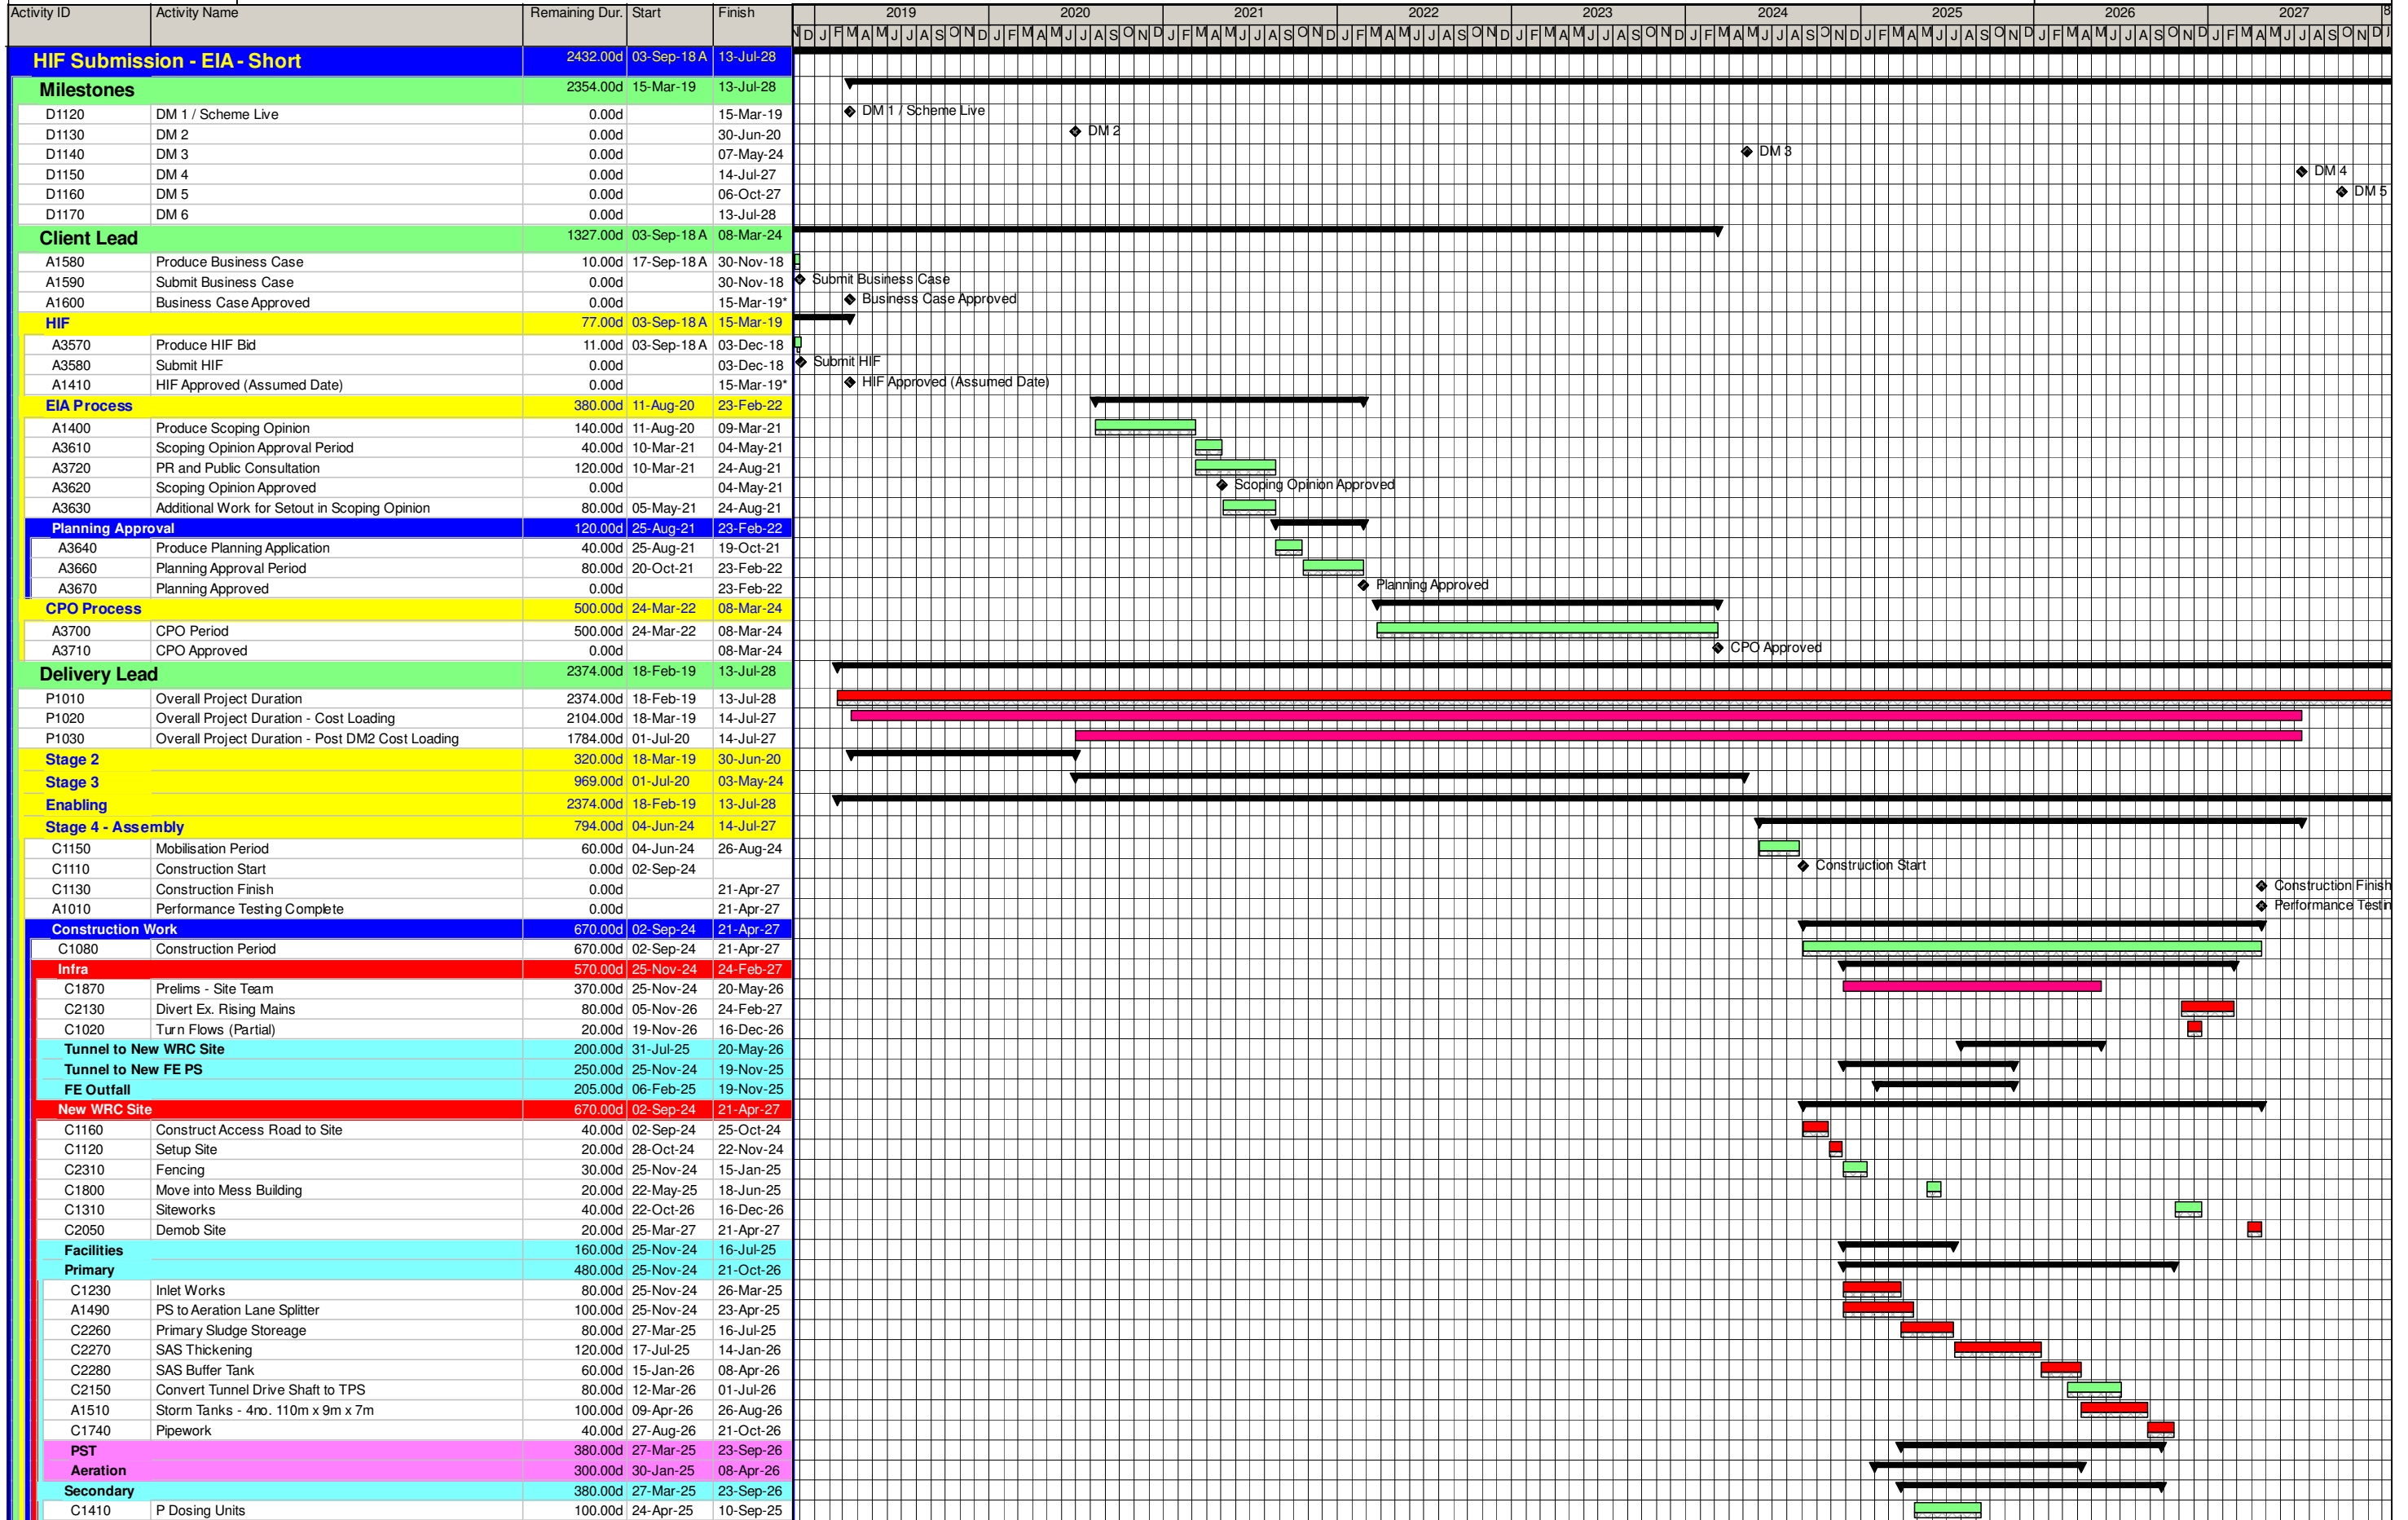 Activity ID Activity Name Remaining Dur. Start Finish 2019 2020 2021 2022 2023 2024 2025 2026 2027
HIF Submission - EIA - Short 2432.00d 03-Sep-18 A 13-Jul-28
Milestones 2354.00d 15-Mar-19 13-Jul-28
D1120 DM 1 / Scheme Live 0.00d 15-Mar-19 DM 1 / Scheme Live
D1130 DM 2 0.00d 30-Jun-20 DM 2
D1140 DM 3 0.00d 07-May-24 DM 3
D1150 DM 4 0.00d 14-Jul-27 DM 4
D1160 DM 5 0.00d 06-Oct-27 DM 5
D1170 DM 6 0.00d 13-Jul-28
Client Lead 1327.00d 03-Sep-18 A 08-Mar-24
A1580 Produce Business Case 10.00d 17-Sep-18 A 30-Nov-18
A1590 Submit Business Case 0.00d 30-Nov-18 Submit Business Case
A1600 Business Case Approved 0.00d 15-Mar-19* Business Case Approved
HIF 77.00d 03-Sep-18 A 15-Mar-19
A3570 Produce HIF Bid 11.00d 03-Sep-18 A 03-Dec-18
A3580 Submit HIF 0.00d 03-Dec-18 Submit HIF
A1410 HIF Approved (Assumed Date) 0.00d 15-Mar-19* HIF Approved (Assumed Date)
EIA Process 380.00d 11-Aug-20 23-Feb-22
A1400 Produce Scoping Opinion 140.00d 11-Aug-20 09-Mar-21
A3610 Scoping Opinion Approval Period 40.00d 10-Mar-21 04-May-21
A3720 PR and Public Consultation 120.00d 10-Mar-21 24-Aug-21
A3620 Scoping Opinion Approved 0.00d 04-May-21 Scoping Opinion Approved
A3630 Additional Work for Setout in Scoping Opinion 80.00d 05-May-21 24-Aug-21
Planning Approval 120.00d 25-Aug-21 23-Feb-22
A3640 Produce Planning Application 40.00d 25-Aug-21 19-Oct-21
A3660 Planning Approval Period 80.00d 20-Oct-21 23-Feb-22
A3670 Planning Approved 0.00d 23-Feb-22 Planning Approved
CPO Process 500.00d 24-Mar-22 08-Mar-24
A3700 CPO Period 500.00d 24-Mar-22 08-Mar-24
A3710 CPO Approved 0.00d 08-Mar-24 CPO Approved
Delivery Lead 2374.00d 18-Feb-19 13-Jul-28
P1010 Overall Project Duration 2374.00d 18-Feb-19 13-Jul-28
P1020 Overall Project Duration - Cost Loading 2104.00d 18-Mar-19 14-Jul-27
P1030 Overall Project Duration - Post DM2 Cost Loading 1784.00d 01-Jul-20 14-Jul-27
Stage 2 320.00d 18-Mar-19 30-Jun-20
Stage 3 969.00d 01-Jul-20 03-May-24
Enabling 2374.00d 18-Feb-19 13-Jul-28
Stage 4 - Assembly 794.00d 04-Jun-24 14-Jul-27
C1150 Mobilisation Period 60.00d 04-Jun-24 26-Aug-24
C1110 Construction Start 0.00d 02-Sep-24 Construction Start
C1130 Construction Finish 0.00d 21-Apr-27 Construction Finish
A1010 Performance Testing Complete 0.00d 21-Apr-27 Performance Testin
Construction Work 670.00d 02-Sep-24 21-Apr-27
C1080 Construction Period 670.00d 02-Sep-24 21-Apr-27
Infra 570.00d 25-Nov-24 24-Feb-27
C1870 Prelims - Site Team 370.00d 25-Nov-24 20-May-26
C2130 Divert Ex. Rising Mains 80.00d 05-Nov-26 24-Feb-27
C1020 Turn Flows (Partial) 20.00d 19-Nov-26 16-Dec-26
Tunnel to New WRC Site 200.00d 31-Jul-25 20-May-26
Tunnel to New FE PS 250.00d 25-Nov-24 19-Nov-25
FE Outfall 205.00d 06-Feb-25 19-Nov-25
New WRC Site 670.00d 02-Sep-24 21-Apr-27
C1160 Construct Access Road to Site 40.00d 02-Sep-24 25-Oct-24
C1120 Setup Site 20.00d 28-Oct-24 22-Nov-24
C2310 Fencing 30.00d 25-Nov-24 15-Jan-25
C1800 Move into Mess Building 20.00d 22-May-25 18-Jun-25
C1310 Siteworks 40.00d 22-Oct-26 16-Dec-26
C2050 Demob Site 20.00d 25-Mar-27 21-Apr-27
Facilities 160.00d 25-Nov-24 16-Jul-25
Primary 480.00d 25-Nov-24 21-Oct-26
C1230 Inlet Works 80.00d 25-Nov-24 26-Mar-25
A1490 PS to Aeration Lane Splitter 100.00d 25-Nov-24 23-Apr-25
C2260 Primary Sludge Storeage 80.00d 27-Mar-25 16-Jul-25
C2270 SAS Thickening 120.00d 17-Jul-25 14-Jan-26
C2280 SAS Buffer Tank 60.00d 15-Jan-26 08-Apr-26
C2150 Convert Tunnel Drive Shaft to TPS 80.00d 12-Mar-26 01-Jul-26
A1510 Storm Tanks - 4no. 110m x 9m x 7m 100.00d 09-Apr-26 26-Aug-26
C1740 Pipework 40.00d 27-Aug-26 21-Oct-26
PST 380.00d 27-Mar-25 23-Sep-26
Aeration 300.00d 30-Jan-25 08-Apr-26
Secondary 380.00d 27-Mar-25 23-Sep-26
C1410 P Dosing Units 100.00d 24-Apr-25 10-Sep-25